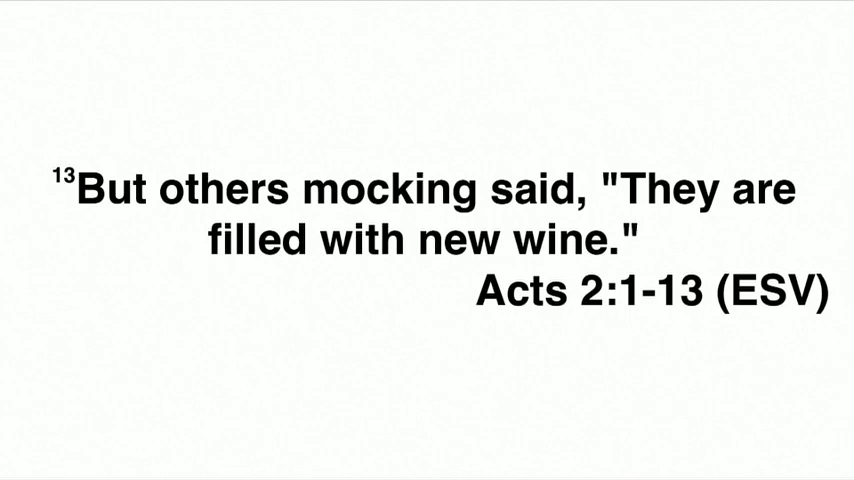 13But others mocking said, "They are
filled with new wine."
Acts 2:1-13 (ESV)